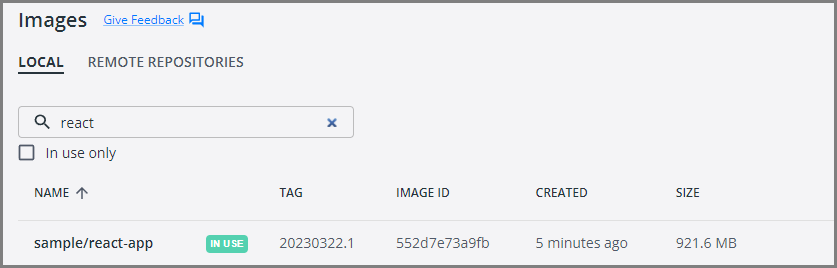 Images Give Feedback
LOCAL REMOTE REPOSITORIES
react
In use only
NAME TAG IMAGE ID CREATED SIZE
sample/react-app IN USE 20230322.1 552d7e73a9fb 5 minutes ago 921.6 MB